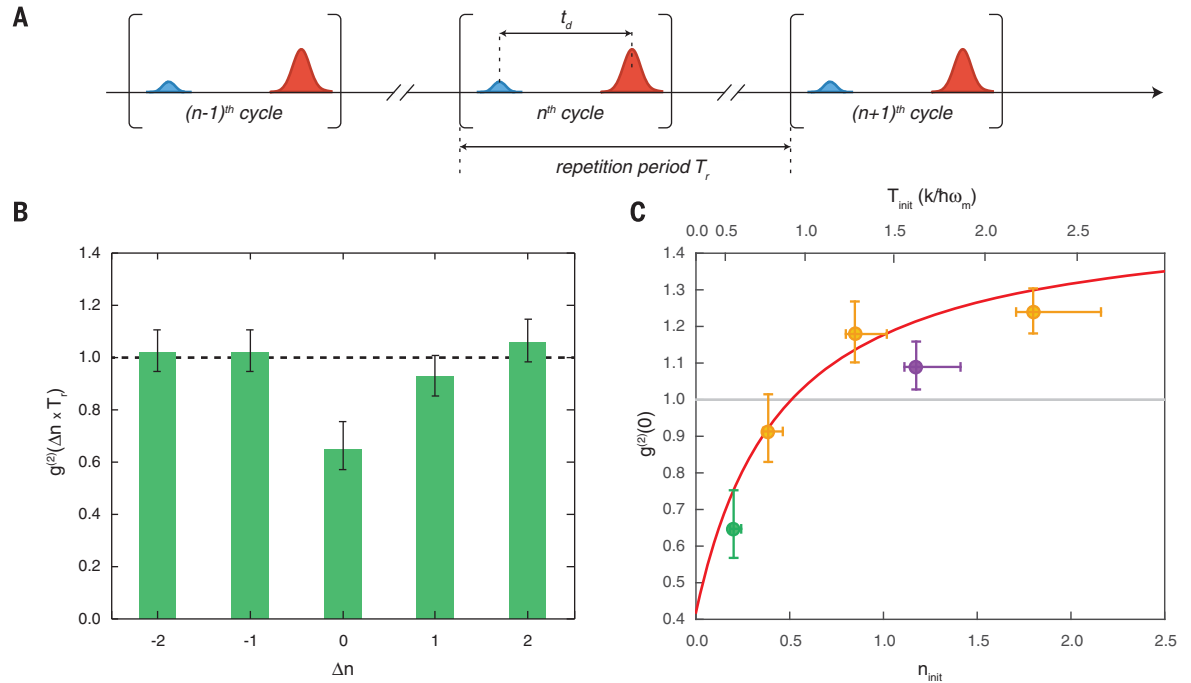 A
t_d
(n-1)^th cycle
n^th cycle
(n+1)^th cycle
repetition period T_r
B
g^(2)(Δn x T_r)
1.4
1.2
1.0
0.8
0.6
0.4
0.2
0.0
-2 -1 0 1 2
Δn
C
T_init (k/ħω_m)
0.0 0.5 1.0 1.5 2.0 2.5
g^(2)(0)
1.4
1.3
1.2
1.1
1.0
0.9
0.8
0.7
0.6
0.5
0.4
0.0 0.5 1.0 1.5 2.0 2.5
n_init